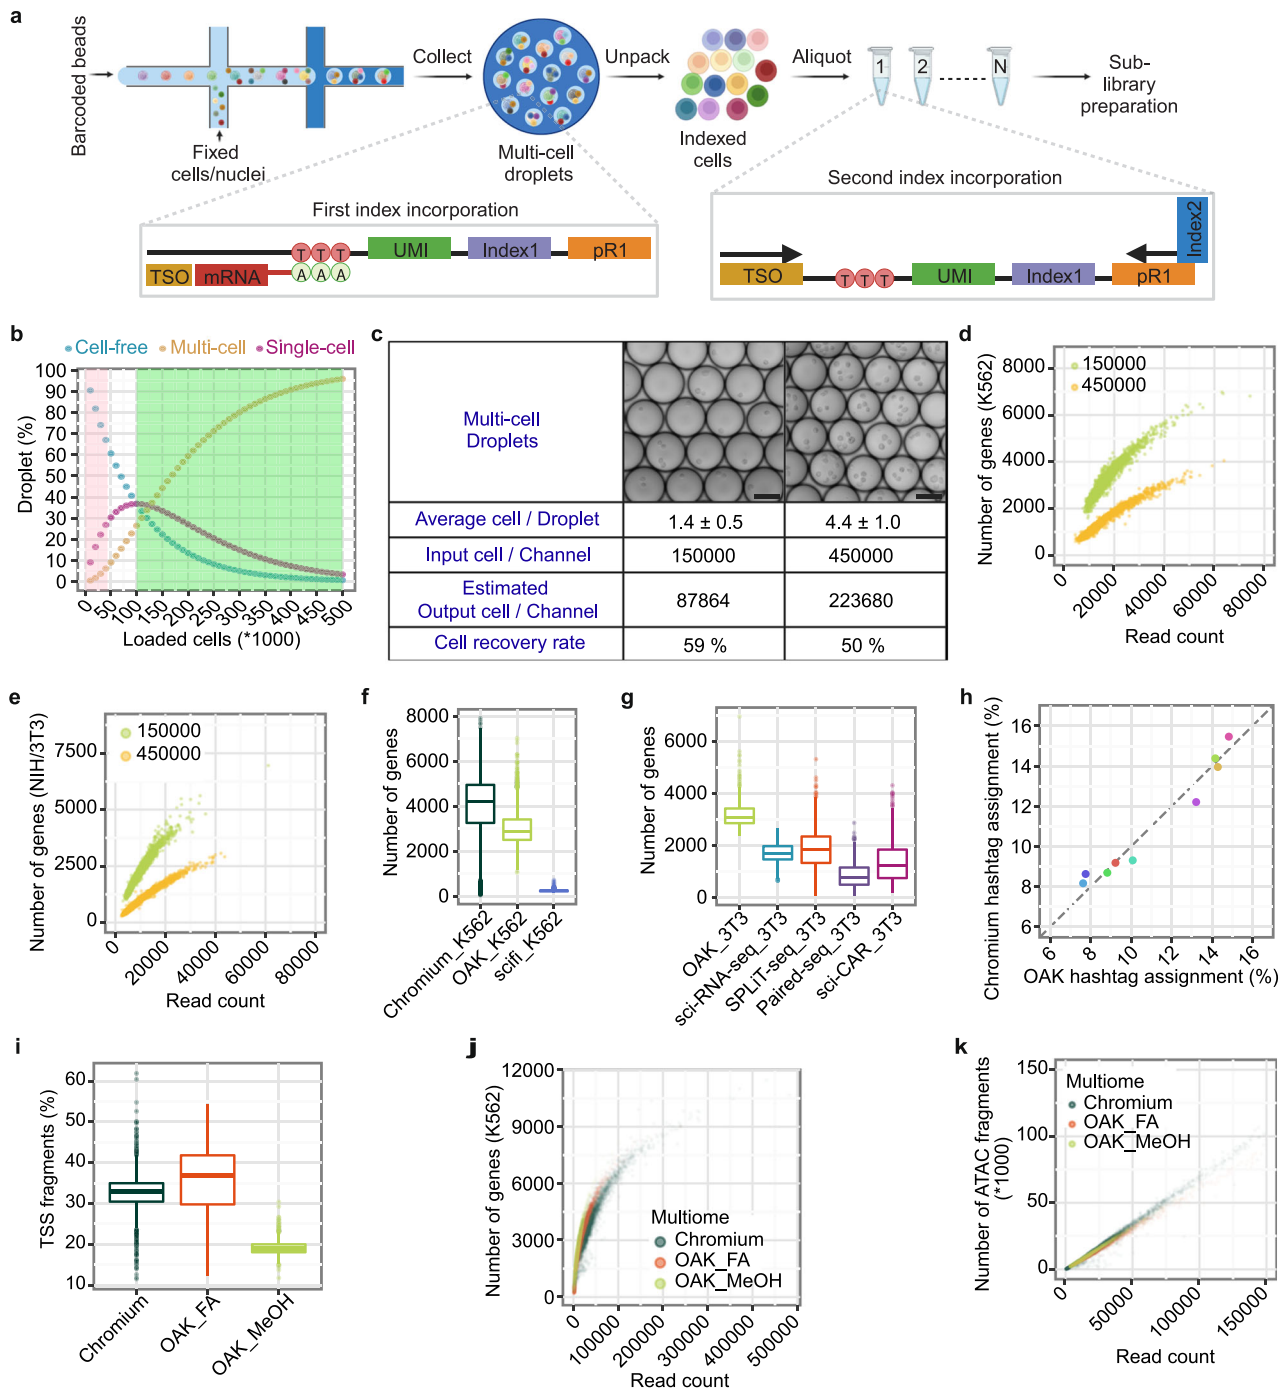 a
Barcoded beads
Fixed
cells/nuclei
Collect
Multi-cell
droplets
Unpack
Indexed
cells
Aliquot
1
2
N
Sub-
library
preparation
First index incorporation
T T T
UMI
Index1
pR1
TSO
mRNA
A A A
Second index incorporation
Index2
TSO
T T T
UMI
Index1
pR1
b
Cell-free
Multi-cell
Single-cell
Droplet (%)
100
90
80
70
60
50
40
30
20
10
0
0
50
100
150
200
250
300
350
400
450
500
Loaded cells (*1000)
c
Multi-cell
Droplets
Average cell / Droplet
1.4 ± 0.5
4.4 ± 1.0
Input cell / Channel
150000
450000
Estimated
Output cell / Channel
87864
223680
Cell recovery rate
59 %
50 %
d
Number of genes (K562)
8000
6000
4000
2000
0
150000
450000
0
20000
40000
60000
80000
Read count
e
Number of genes (NIH/3T3)
7500
5000
2500
0
150000
450000
0
20000
40000
60000
80000
Read count
f
Number of genes
8000
6000
4000
2000
0
Chromium_K562
OAK_K562
scifi_K562
g
Number of genes
6000
4000
2000
0
OAK_3T3
sci-RNA-seq_3T3
SPLiT-seq_3T3
Paired-seq_3T3
sci-CAR_3T3
h
Chromium hashtag assignment (%)
16
14
12
10
8
6
6
8
10
12
14
16
OAK hashtag assignment (%)
i
TSS fragments (%)
60
50
40
30
20
10
Chromium
OAK_FA
OAK_MeOH
j
Number of genes (K562)
12000
9000
6000
3000
0
Multiome
Chromium
OAK_FA
OAK_MeOH
0
100000
200000
300000
400000
500000
Read count
k
Number of ATAC fragments
(*1000)
150
100
50
0
Multiome
Chromium
OAK_FA
OAK_MeOH
0
50000
100000
150000
Read count